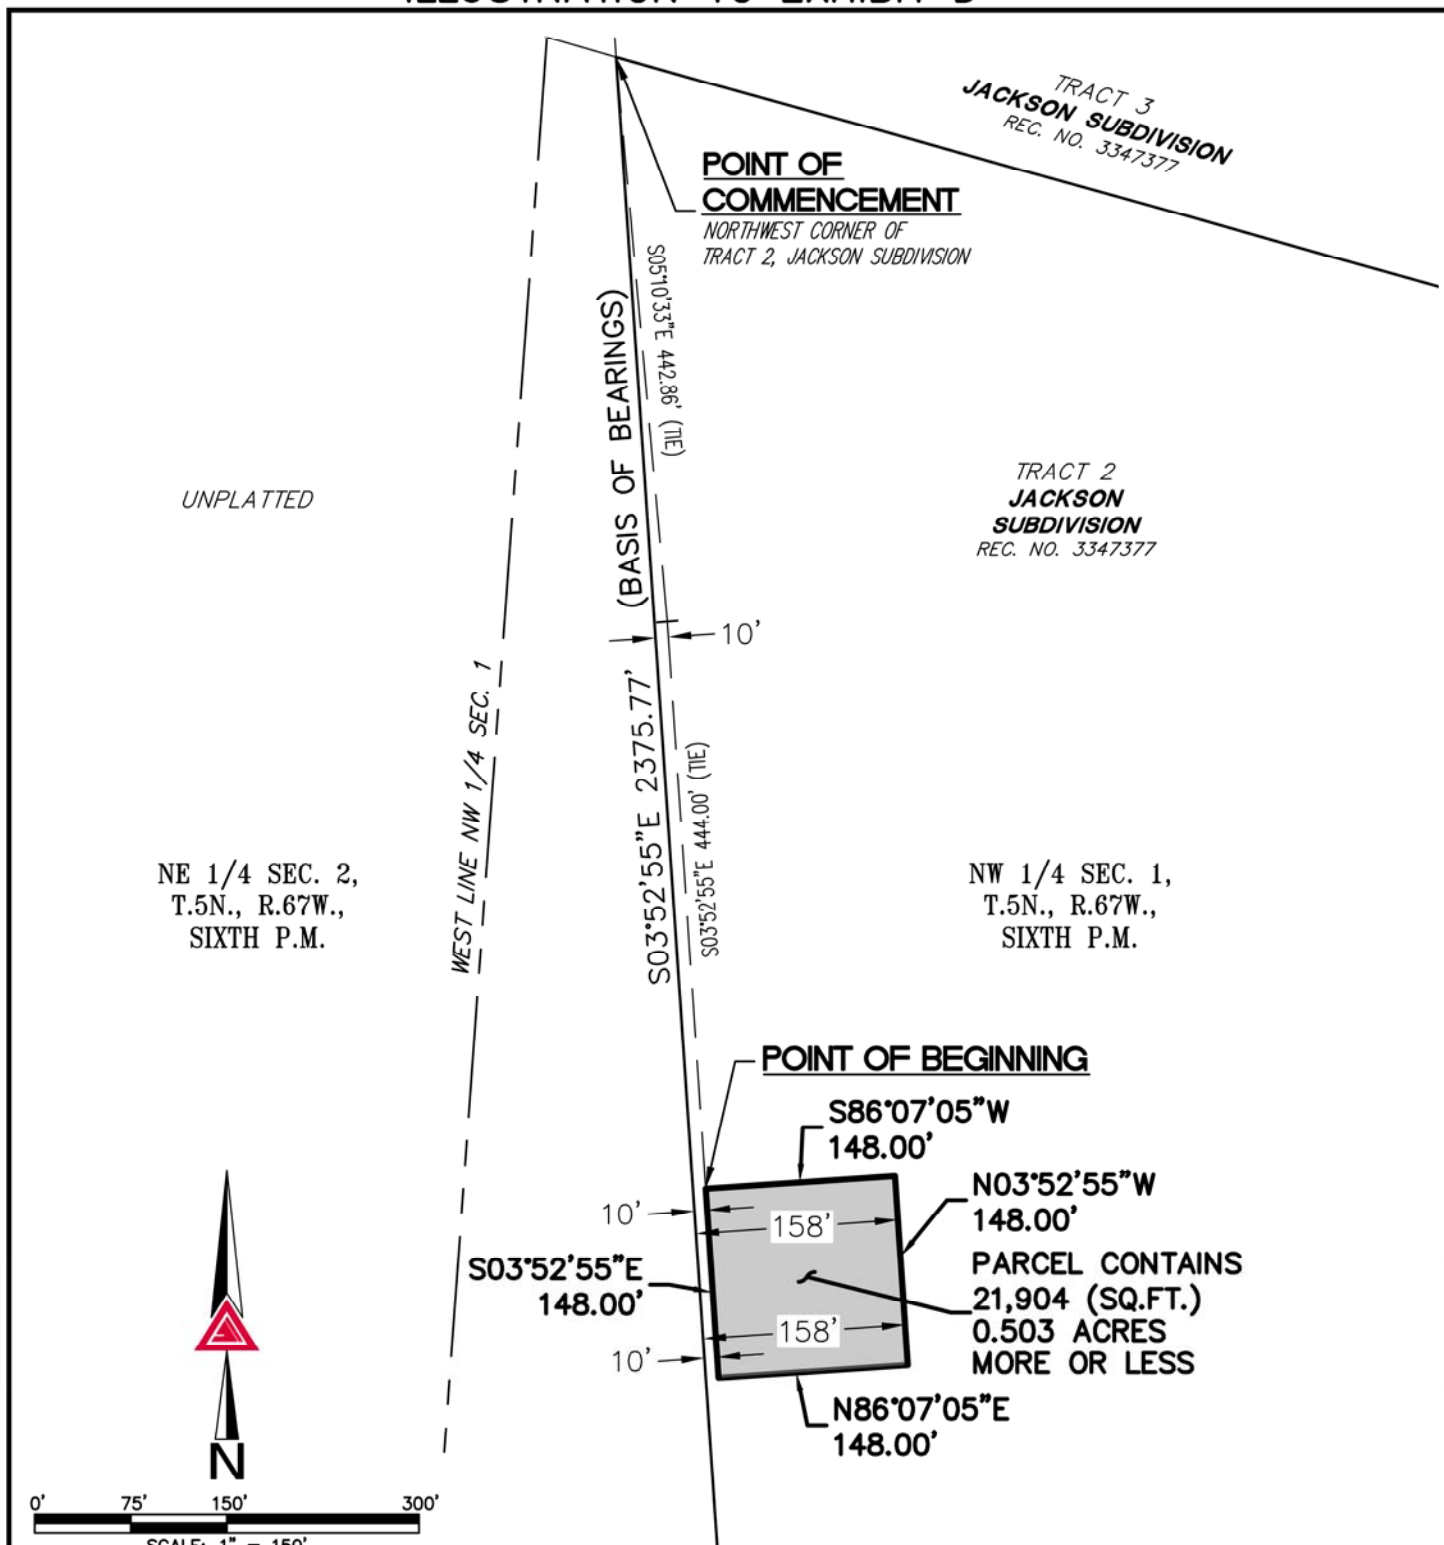 TRACT 3
JACKSON SUBDIVISION
REC. NO. 3347377
POINT OF
COMMENCEMENT
NORTHWEST CORNER OF
TRACT 2, JACKSON SUBDIVISION
S05°10'33"E 442.86' (TIE)
(BASIS OF BEARINGS)
UNPLATTED
TRACT 2
JACKSON
SUBDIVISION
REC. NO. 3347377
10'
WEST LINE NW 1/4 SEC. 1
S03°52'55"E 2375.77'
S03°52'55"E 444.00' (TIE)
NE 1/4 SEC. 2,
T.5N., R.67W.,
SIXTH P.M.
NW 1/4 SEC. 1,
T.5N., R.67W.,
SIXTH P.M.
POINT OF BEGINNING
S86°07'05"W
148.00'
N03°52'55"W
148.00'
10'
158'
S03°52'55"E
148.00'
PARCEL CONTAINS
21,904 (SQ.FT.)
0.503 ACRES
MORE OR LESS
158'
10'
N86°07'05"E
148.00'
N
0' 75' 150' 300'
SCALE: 1" = 150'